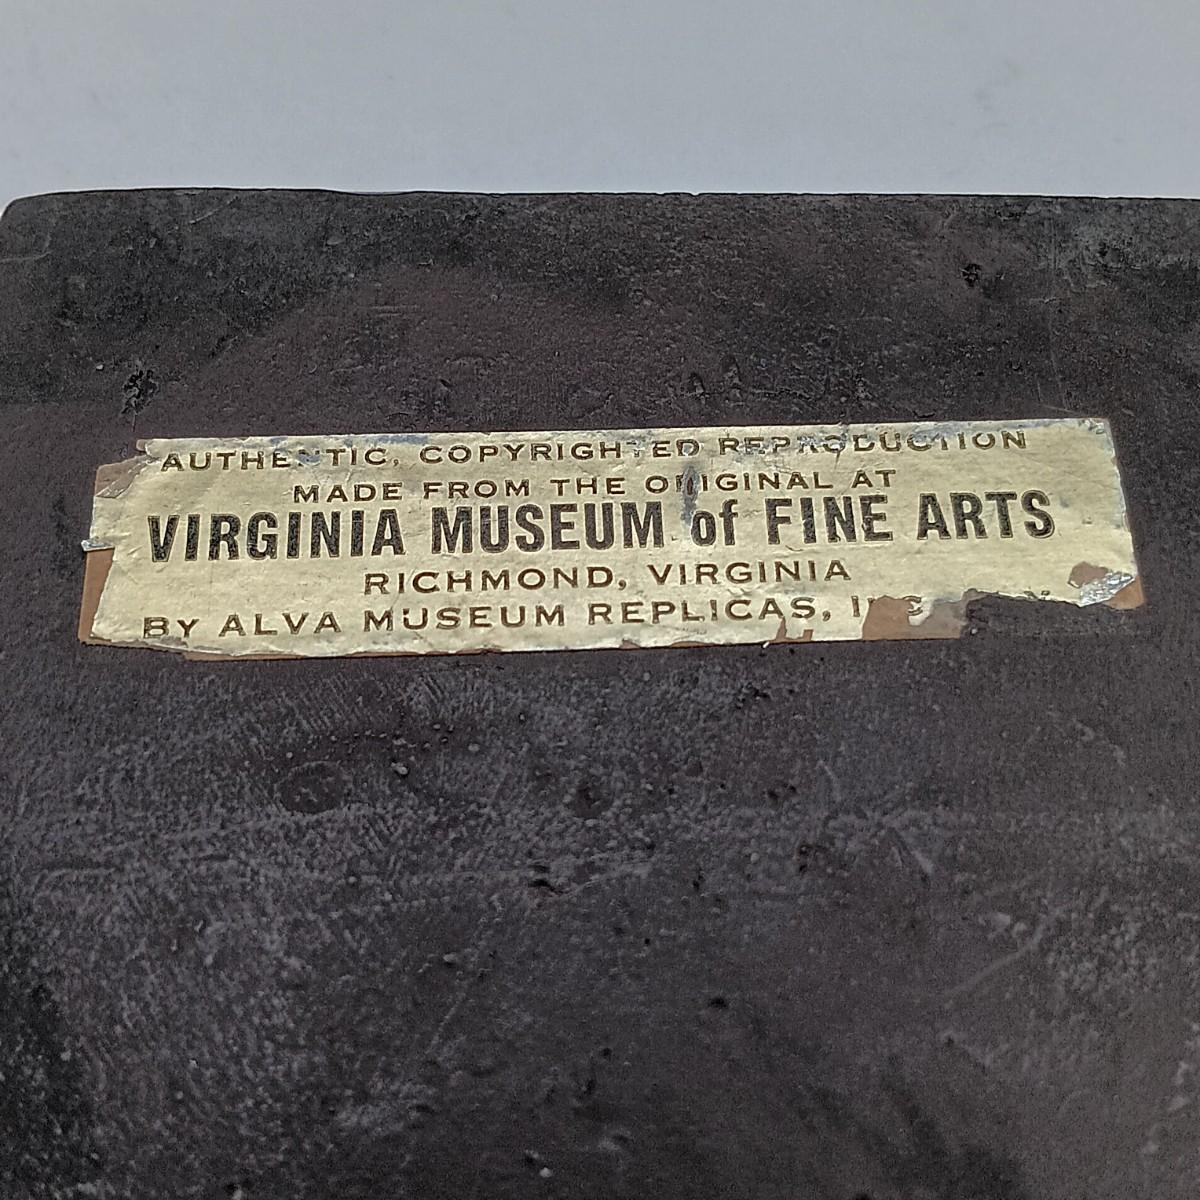 AUTHENTIC, COPYRIGHTED REPRODUCTION
MADE FROM THE ORIGINAL AT
VIRGINIA MUSEUM of FINE ARTS
RICHMOND, VIRGINIA
BY ALVA MUSEUM REPLICAS, INC.